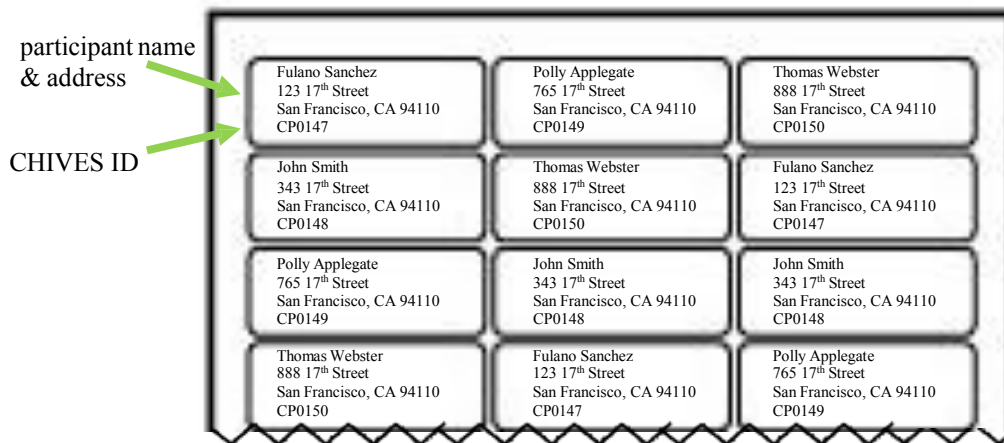 participant name
& address
CHIVES ID
Fulano Sanchez
123 17th Street
San Francisco, CA 94110
CP0147
Polly Applegate
765 17th Street
San Francisco, CA 94110
CP0149
Thomas Webster
888 17th Street
San Francisco, CA 94110
CP0150
John Smith
343 17th Street
San Francisco, CA 94110
CP0148
Thomas Webster
888 17th Street
San Francisco, CA 94110
CP0150
Fulano Sanchez
123 17th Street
San Francisco, CA 94110
CP0147
Polly Applegate
765 17th Street
San Francisco, CA 94110
CP0149
John Smith
343 17th Street
San Francisco, CA 94110
CP0148
John Smith
343 17th Street
San Francisco, CA 94110
CP0148
Thomas Webster
888 17th Street
San Francisco, CA 94110
CP0150
Fulano Sanchez
123 17th Street
San Francisco, CA 94110
CP0147
Polly Applegate
765 17th Street
San Francisco, CA 94110
CP0149